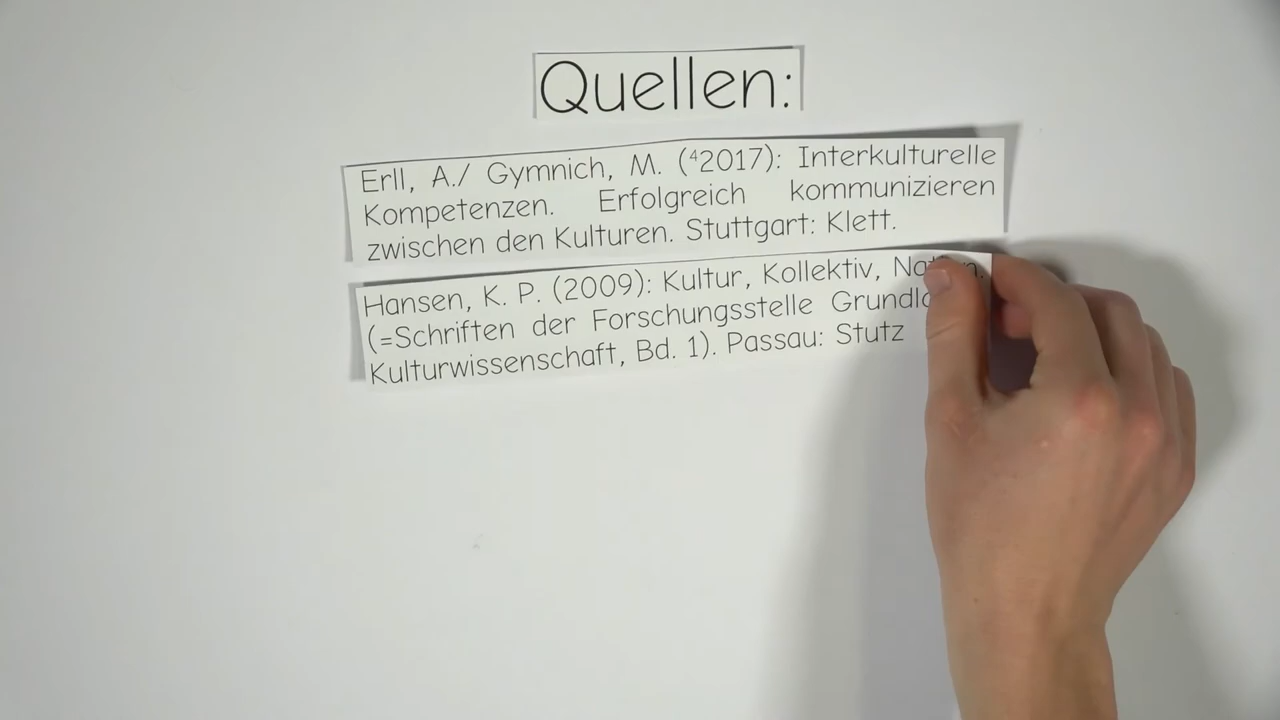 Quellen:
Erll, A./ Gymnich, M. (⁴2017): Interkulturelle
Kompetenzen. Erfolgreich kommunizieren
zwischen den Kulturen. Stuttgart: Klett.
Hansen, K. P. (2009): Kultur, Kollektiv,
(=Schriften der Forschungsstelle
Kulturwissenschaft, Bd. 1). Passau: Stutz